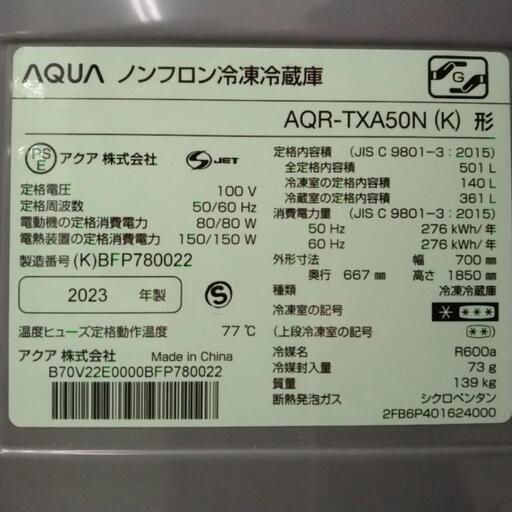 AQUA ノンフロン冷凍冷蔵庫
G
AQR-TXA50N (K) 形
PS E アクア 株式会社 S JET
定格電圧 100 V
定格周波数 50/60 Hz
電動機の定格消費電力 80/80 W
電熱装置の定格消費電力 150/150 W
製造番号 (K)BFP780022
2023 年製
S
温度ヒューズ定格動作温度 77℃
アクア 株式会社 Made in China
B70V22E0000BFP780022
定格内容積 (JIS C 9801-3 : 2015)
全定格内容積 501 L
冷凍室の定格内容積 140 L
冷蔵室の定格内容積 361 L
消費電力量 (JIS C 9801-3 : 2015)
50 Hz 276 kWh/年
60 Hz 276 kWh/年
外形寸法 幅 700 mm
奥行 667 mm 高さ 1850 mm
種類 冷凍冷蔵庫
冷凍室の記号 * ***
(上段冷凍室の記号 ** )
冷媒名 R600a
冷媒封入量 73 g
質量 139 kg
断熱発泡ガス シクロペンタン
2FB6P401624000